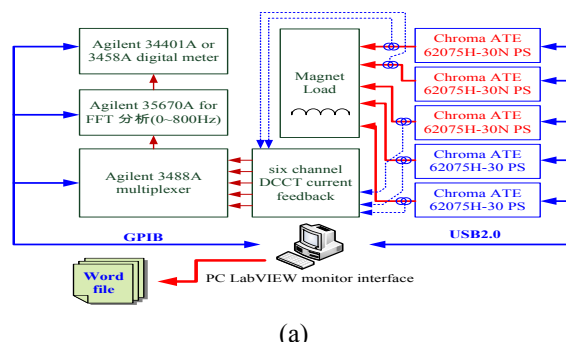 Agilent 34401A or
3458A digital meter
Agilent 35670A for
FFT 分析(0~800Hz)
Agilent 3488A
multiplexer
GPIB
Magnet
Load
six channel
DCCT current
feedback
Chroma ATE
62075H-30N PS
Chroma ATE
62075H-30N PS
Chroma ATE
62075H-30N PS
Chroma ATE
62075H-30 PS
Chroma ATE
62075H-30 PS
USB2.0
PC LabVIEW monitor interface
Word
file
(a)